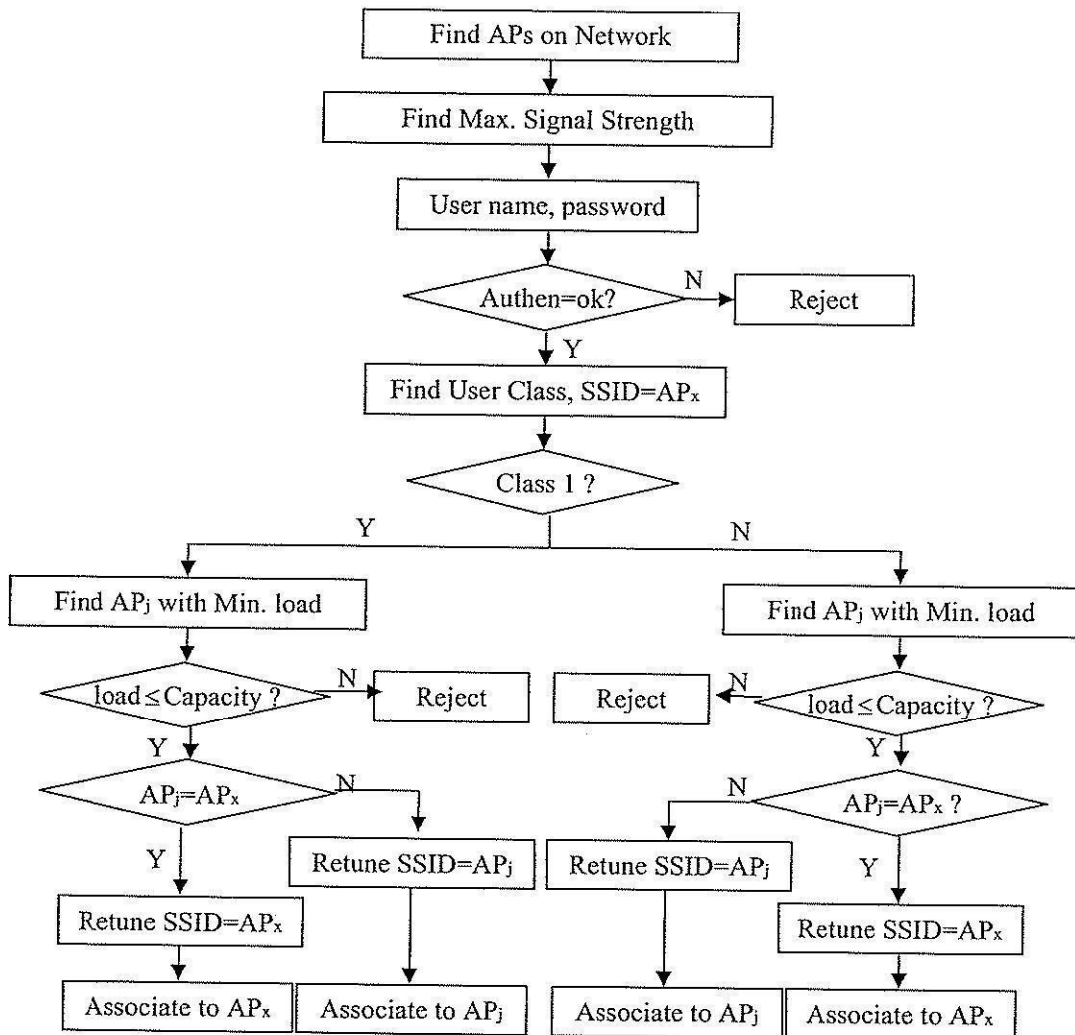 Find APs on Network
Find Max. Signal Strength
User name, password
Authen=ok?
N
Reject
Y
Find User Class, SSID=APx
Class 1 ?
Y
N
Find APj with Min. load
Find APj with Min. load
load≤Capacity ?
N
Reject
Reject
N
load≤Capacity ?
Y
Y
APj=APx
N
N
APj=APx ?
Y
Retune SSID=APj
Retune SSID=APj
Y
Retune SSID=APx
Retune SSID=APx
Associate to APx
Associate to APj
Associate to APj
Associate to APx